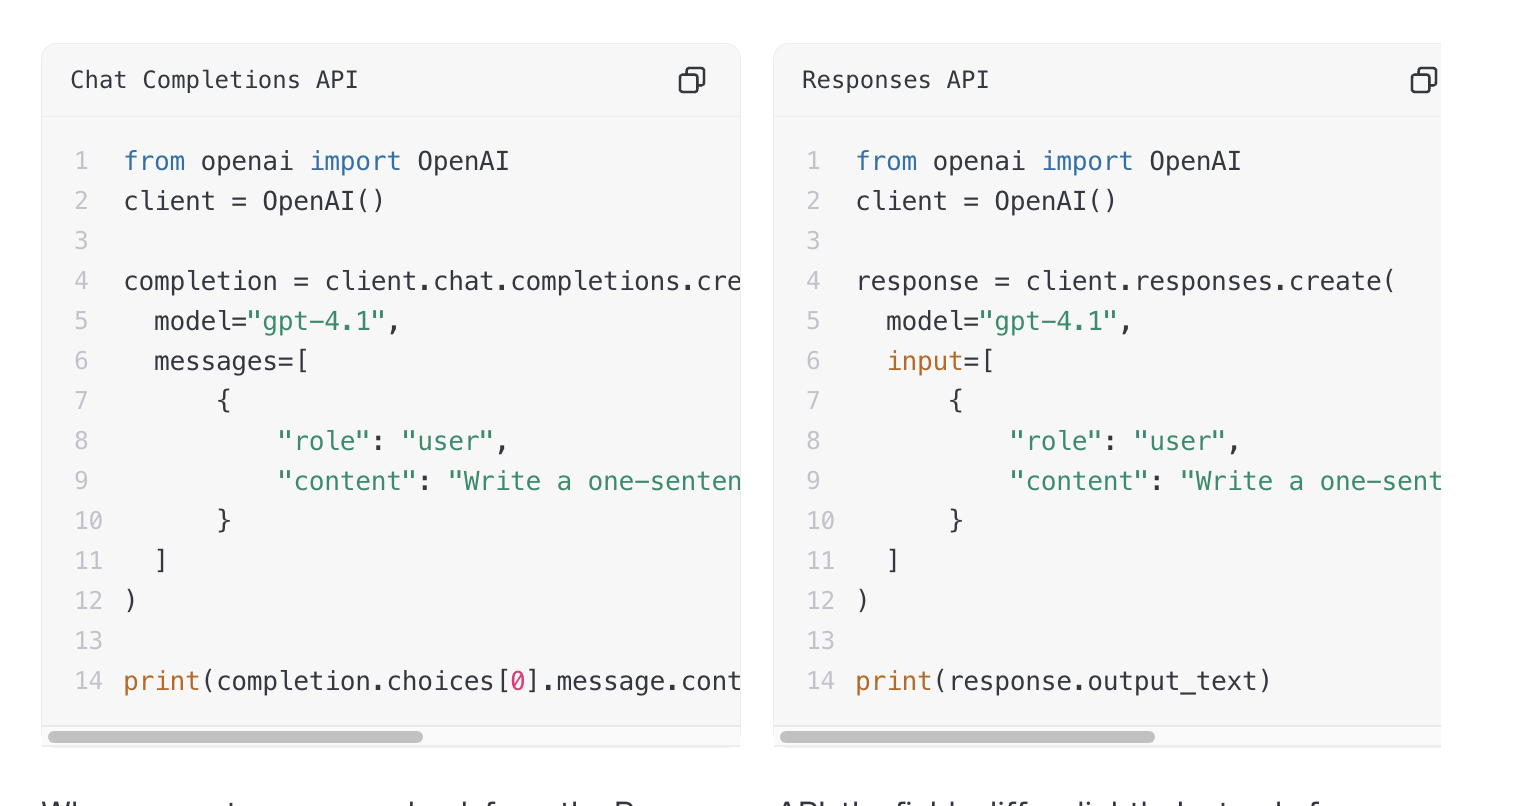 Chat Completions API
1 from openai import OpenAI
2 client = OpenAI()
3
4 completion = client.chat.completions.cre
5   model="gpt-4.1",
6   messages=[
7       {
8           "role": "user",
9           "content": "Write a one-senten
10       }
11   ]
12 )
13
14 print(completion.choices[0].message.cont
Responses API
1 from openai import OpenAI
2 client = OpenAI()
3
4 response = client.responses.create(
5   model="gpt-4.1",
6   input=[
7       {
8           "role": "user",
9           "content": "Write a one-sent
10       }
11   ]
12 )
13
14 print(response.output_text)